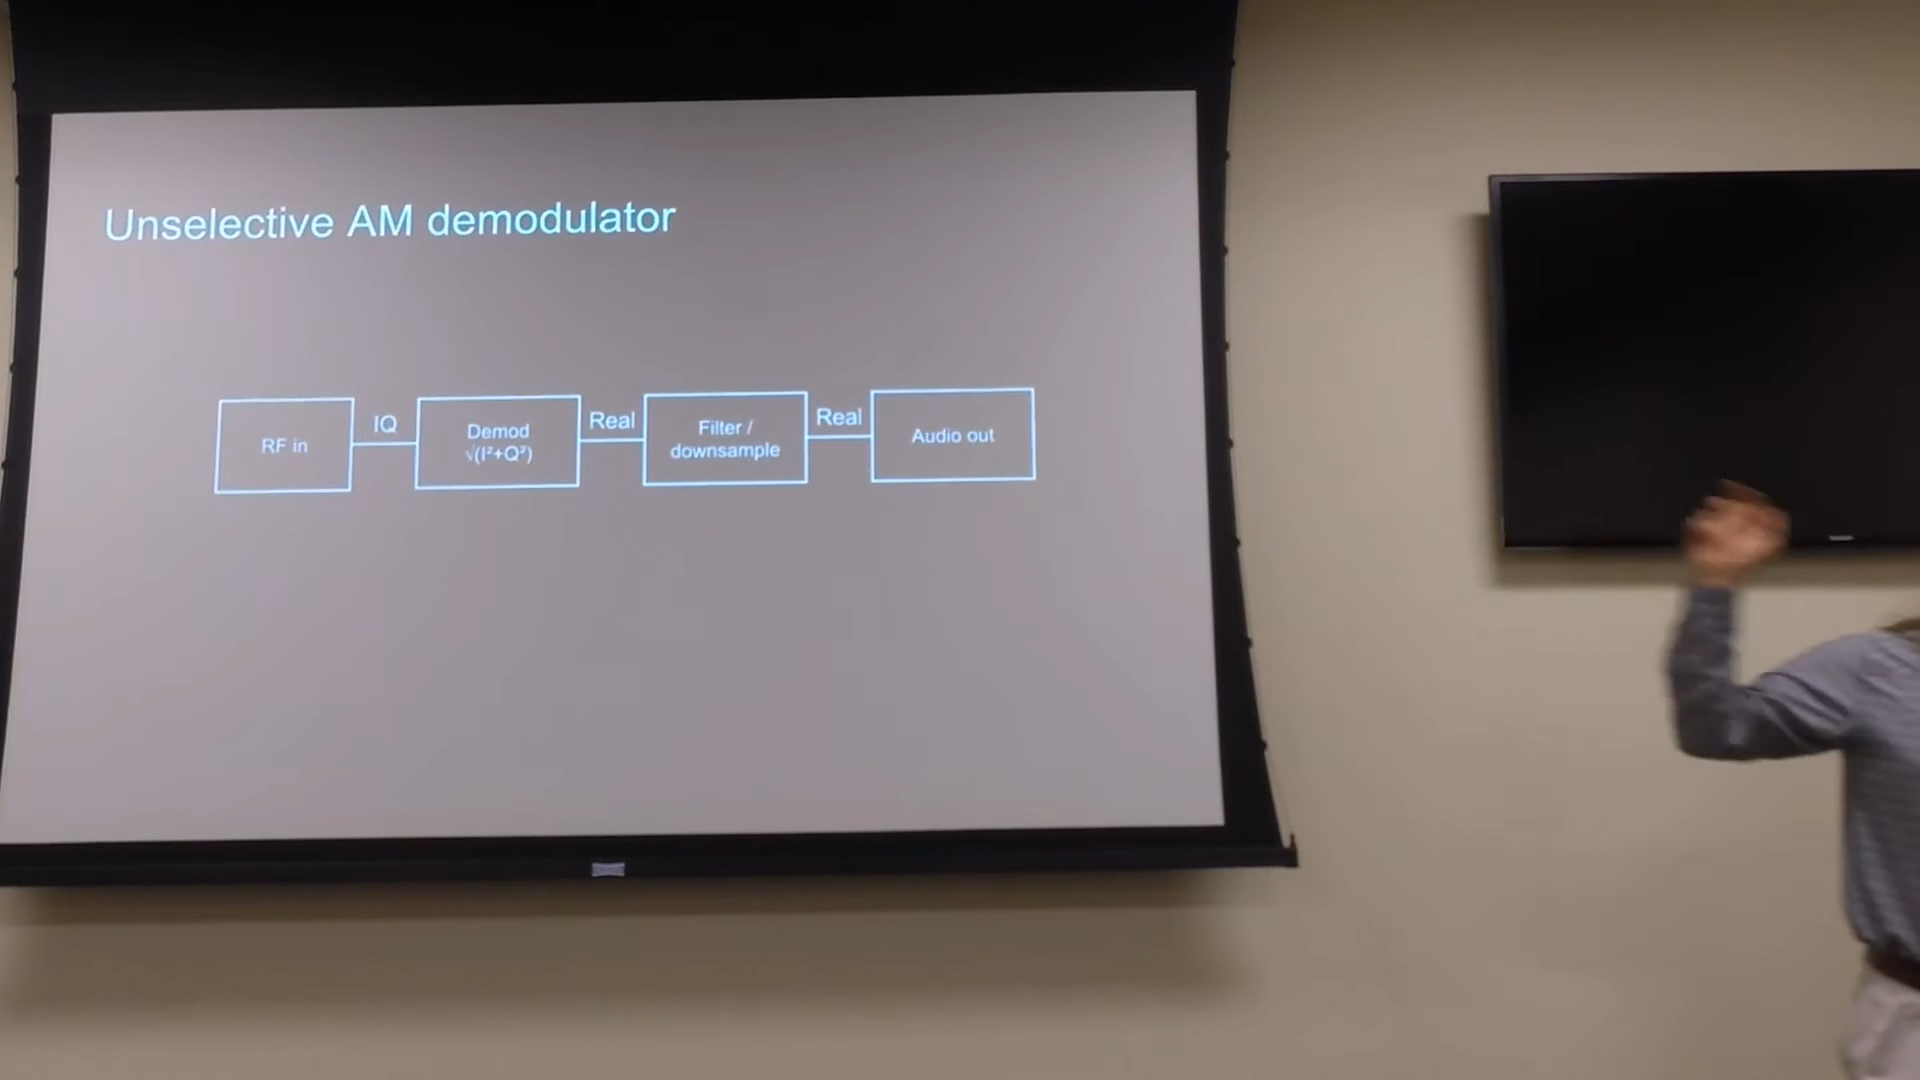 Unselective AM demodulator
RF in
IQ
Demod
√(I²+Q²)
Real
Filter /
downsample
Real
Audio out